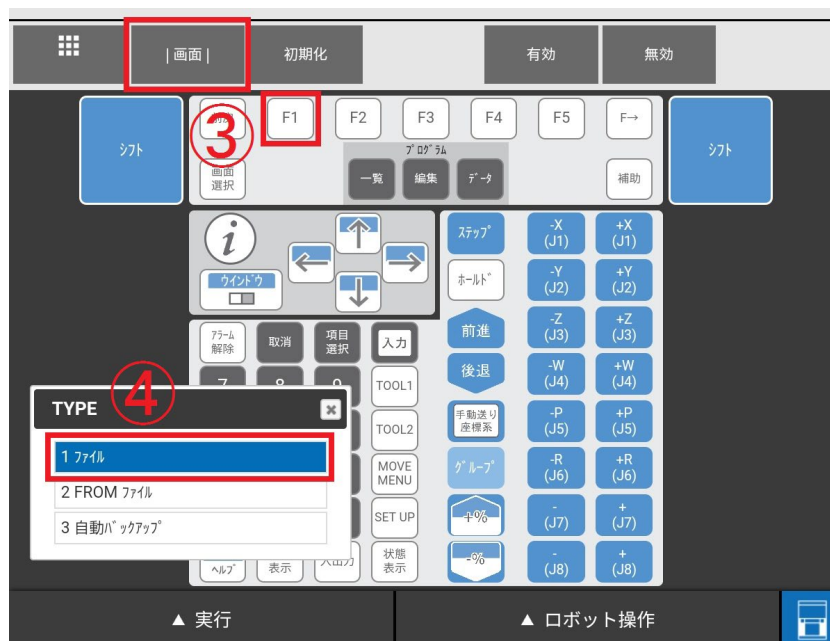 |画面|
初期化
有効
無効
③
F1
F2
F3
F4
F5
F→
ﾌﾟﾛｸﾞﾗﾑ
画面
選択
一覧
編集
ﾃﾞｰﾀ
補助
ｼﾌﾄ
ｼﾌﾄ
i
ｳｲﾝﾄﾞｳ
ｽﾃｯﾌﾟ
-X
(J1)
+X
(J1)
ﾎｰﾙﾄﾞ
-Y
(J2)
+Y
(J2)
ｱﾗｰﾑ
解除
取消
項目
選択
入力
前進
-Z
(J3)
+Z
(J3)
後退
-W
(J4)
+W
(J4)
TOOL1
④
TYPE
1 ﾌｧｲﾙ
2 FROM ﾌｧｲﾙ
3 自動ﾊﾞｯｸｱｯﾌﾟ
TOOL2
手動送り
座標系
-P
(J5)
+P
(J5)
MOVE
MENU
ｸﾞﾙｰﾌﾟ
-R
(J6)
+R
(J6)
SET UP
+%
-
(J7)
+
(J7)
ﾍﾙﾌﾟ
表示
状態
表示
-%
-
(J8)
+
(J8)
▲ 実行
▲ ロボット操作